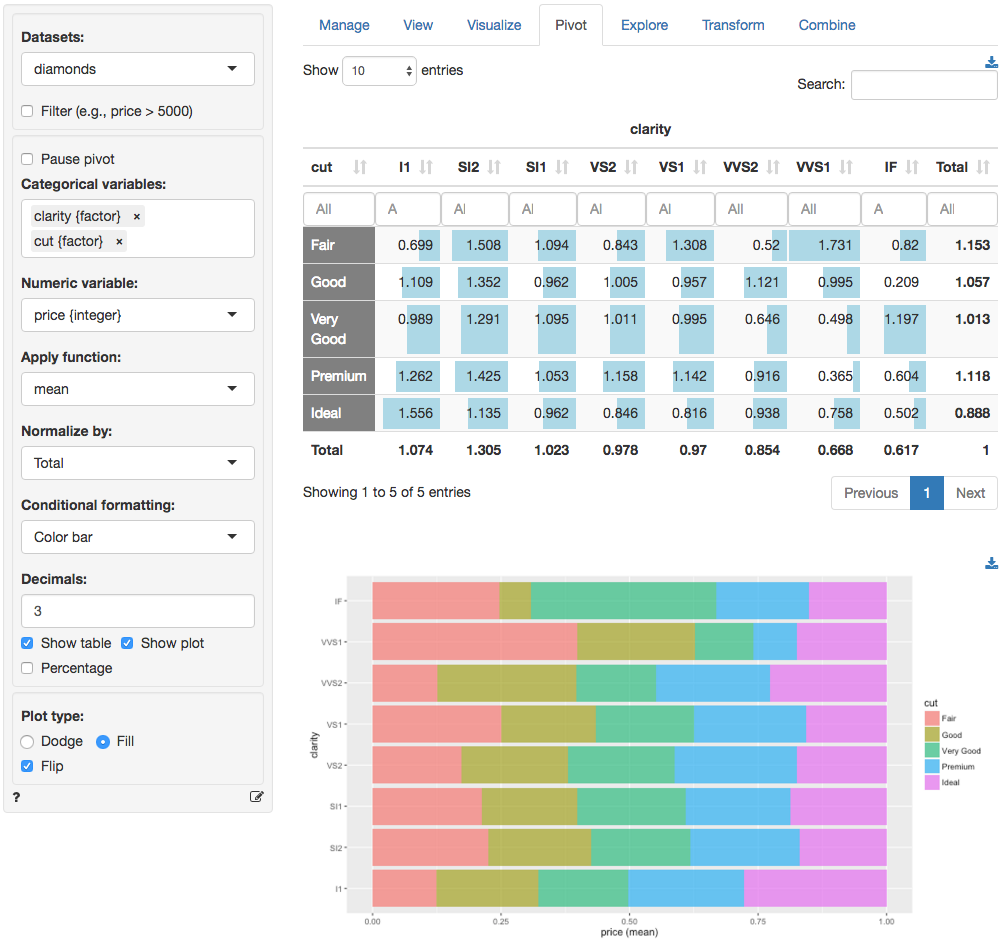 Datasets:
diamonds
Filter (e.g., price > 5000)
Pause pivot
Categorical variables:
clarity {factor} ×
cut {factor} ×
Numeric variable:
price {integer}
Apply function:
mean
Normalize by:
Total
Conditional formatting:
Color bar
Decimals:
3
Show table Show plot
Percentage
Plot type:
Dodge Fill
Flip
?
Manage View Visualize Pivot Explore Transform Combine
Show 10 entries
Search:
clarity
cut I1 SI2 SI1 VS2 VS1 VVS2 VVS1 IF Total
All A Al Al Al Al All All A All
Fair 0.699 1.508 1.094 0.843 1.308 0.52 1.731 0.82 1.153
Good 1.109 1.352 0.962 1.005 0.957 1.121 0.995 0.209 1.057
Very Good 0.989 1.291 1.095 1.011 0.995 0.646 0.498 1.197 1.013
Premium 1.262 1.425 1.053 1.158 1.142 0.916 0.365 0.604 1.118
Ideal 1.556 1.135 0.962 0.846 0.816 0.938 0.758 0.502 0.888
Total 1.074 1.305 1.023 0.978 0.97 0.854 0.668 0.617 1
Showing 1 to 5 of 5 entries
Previous 1 Next
clarity
IF
VVS1
VVS2
VS1
VS2
SI1
SI2
I1
0.00 0.25 0.50 0.75 1.00
price (mean)
cut
Fair
Good
Very Good
Premium
Ideal